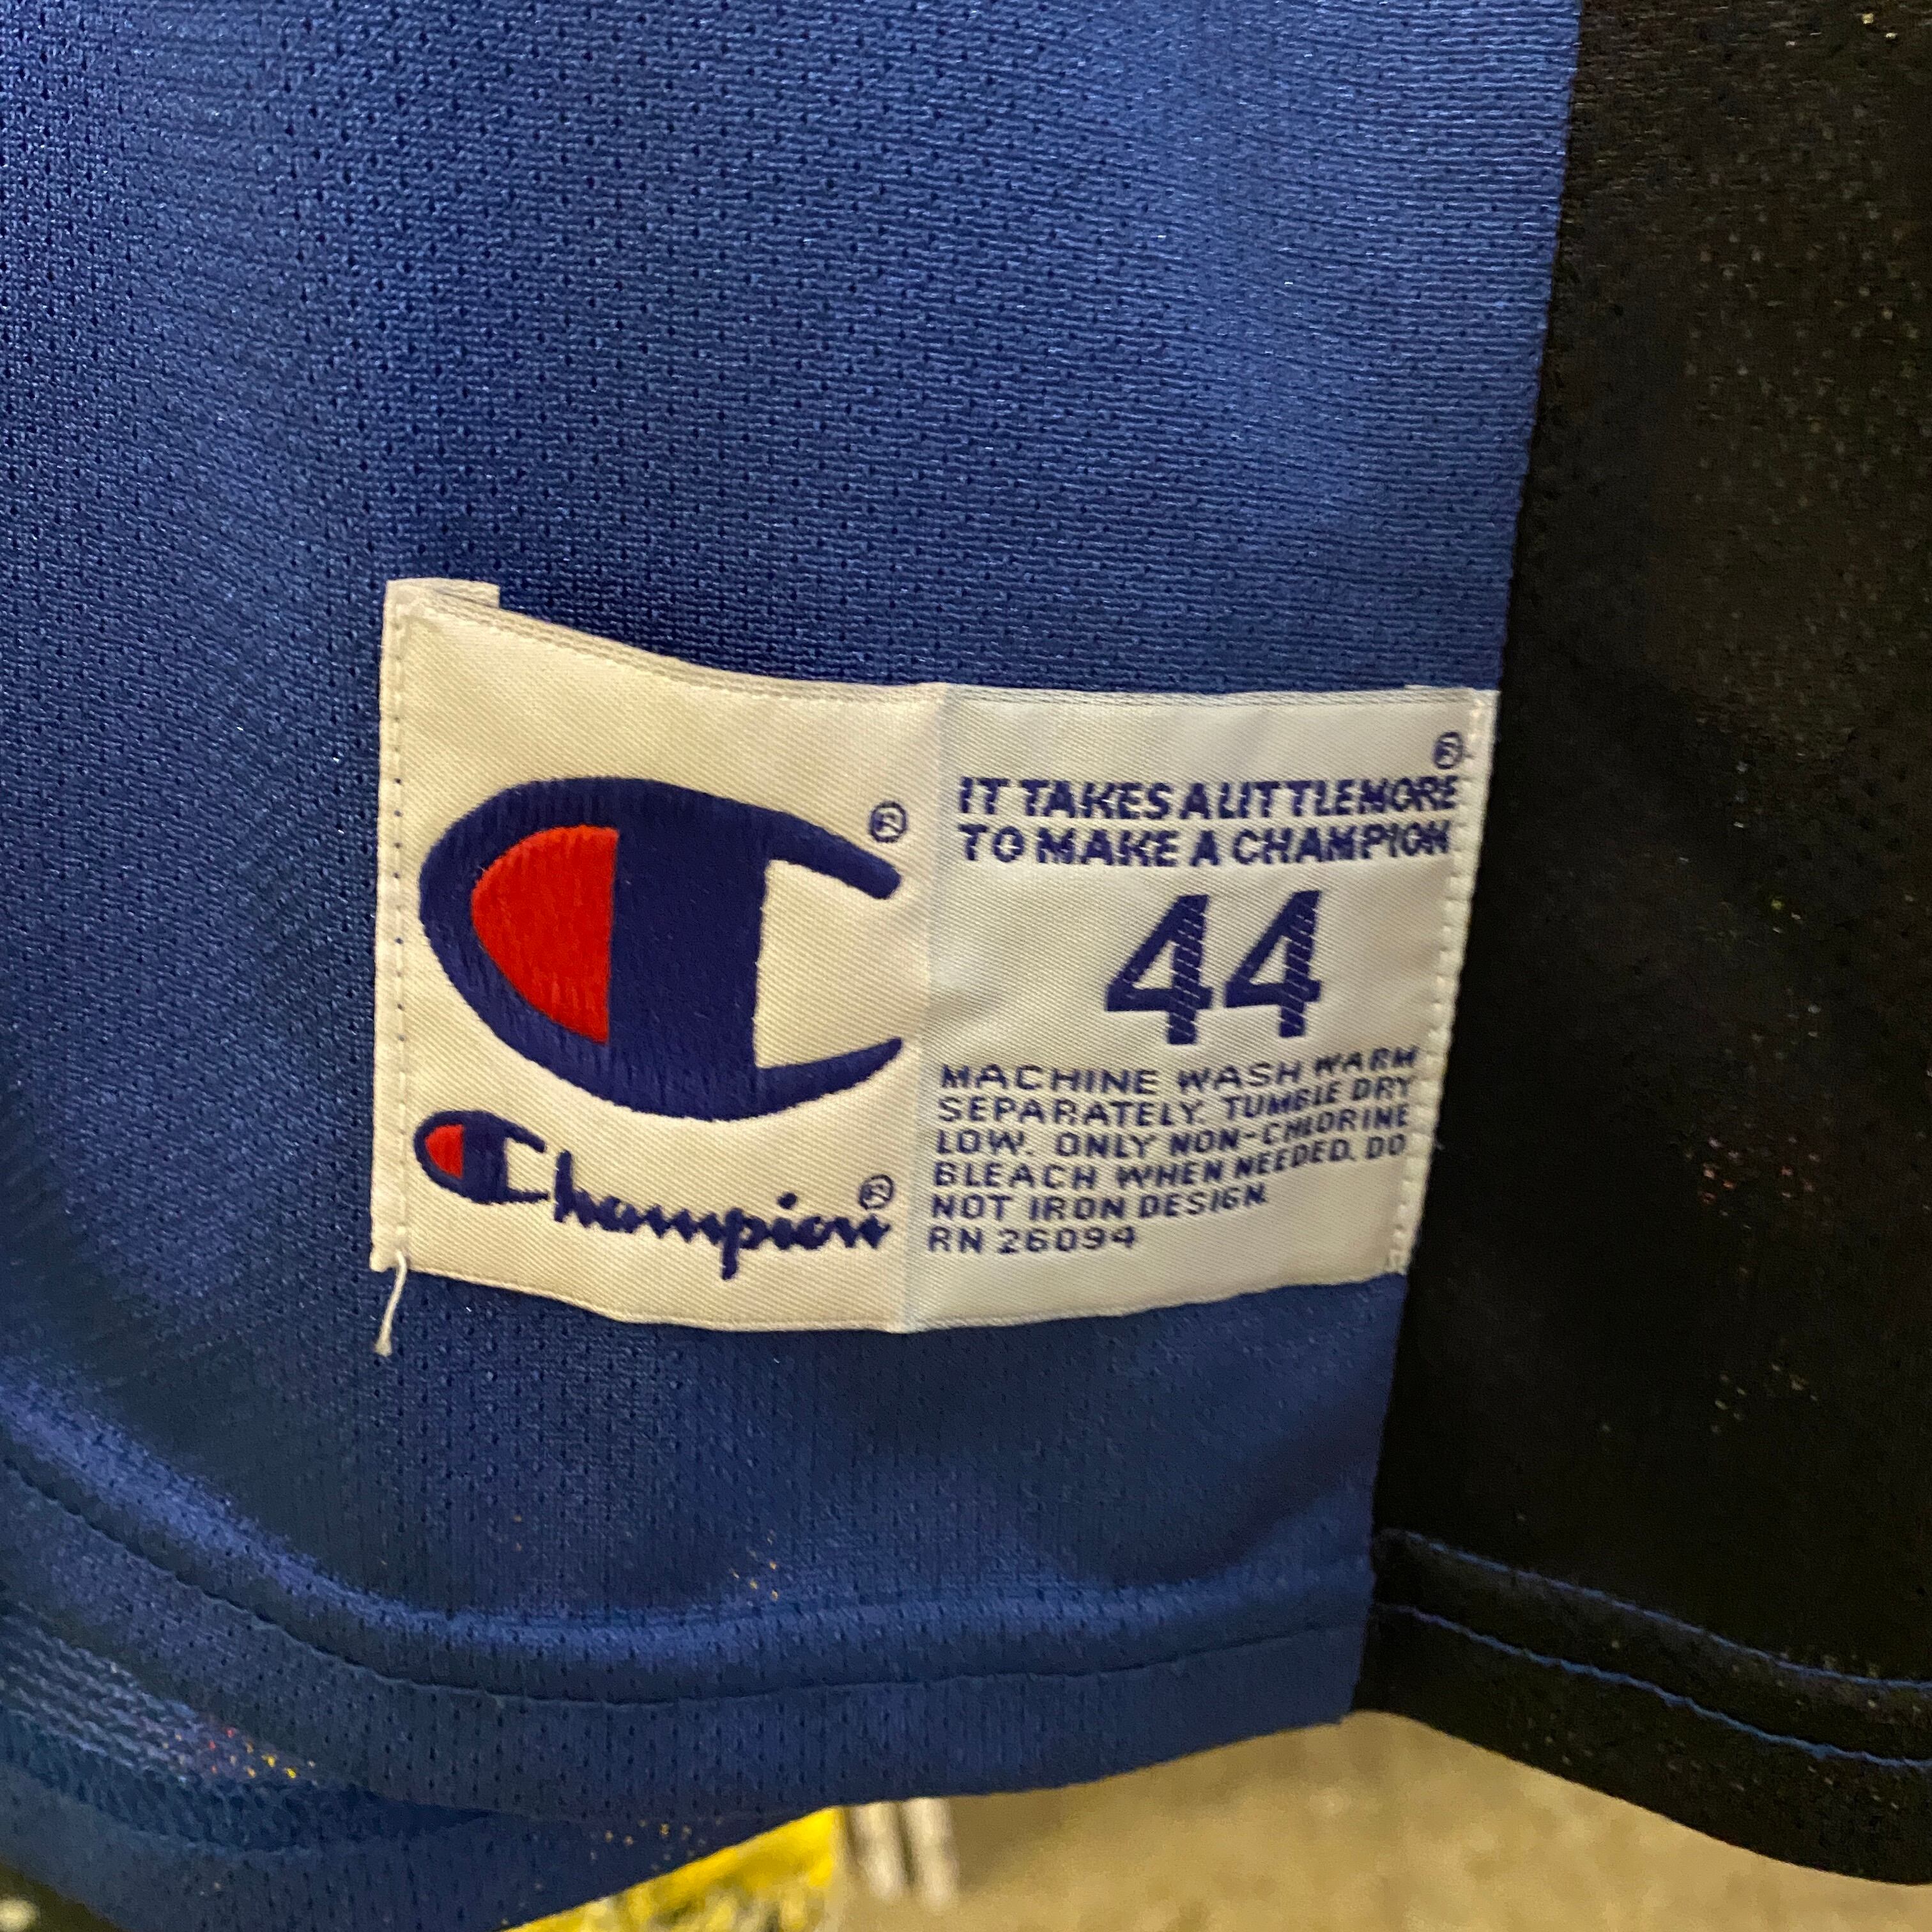 ®
Champion®
®
IT TAKES A LITTLE MORE
TO MAKE A CHAMPION
44
MACHINE WASH WARM
SEPARATELY. TUMBLE DRY
LOW. ONLY NON-CHLORINE
BLEACH WHEN NEEDED. DO
NOT IRON DESIGN.
RN 26094